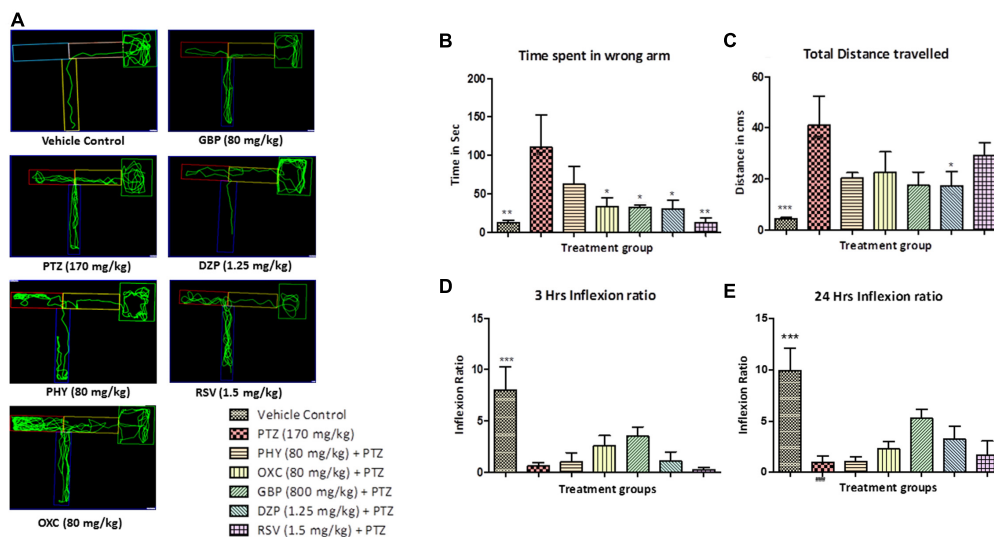 A
Vehicle Control
GBP (80 mg/kg)
PTZ (170 mg/kg)
DZP (1.25 mg/kg)
PHY (80 mg/kg)
RSV (1.5 mg/kg)
OXC (80 mg/kg)
Vehicle Control
PTZ (170 mg/kg)
PHY (80 mg/kg) + PTZ
OXC (80 mg/kg) + PTZ
GBP (800 mg/kg) + PTZ
DZP (1.25 mg/kg) + PTZ
RSV (1.5 mg/kg) + PTZ
B
Time spent in wrong arm
Time in Sec
200
150
100
50
0
**
*
*
*
**
Treatment group
C
Total Distance travelled
Distance in cms
60
40
20
0
***
*
Treatment group
D
3 Hrs Inflexion ratio
Inflexion Ratio
15
10
5
0
***
Treatment groups
E
24 Hrs Inflexion ratio
Inflexion Ratio
15
10
5
0
***
Treatment groups